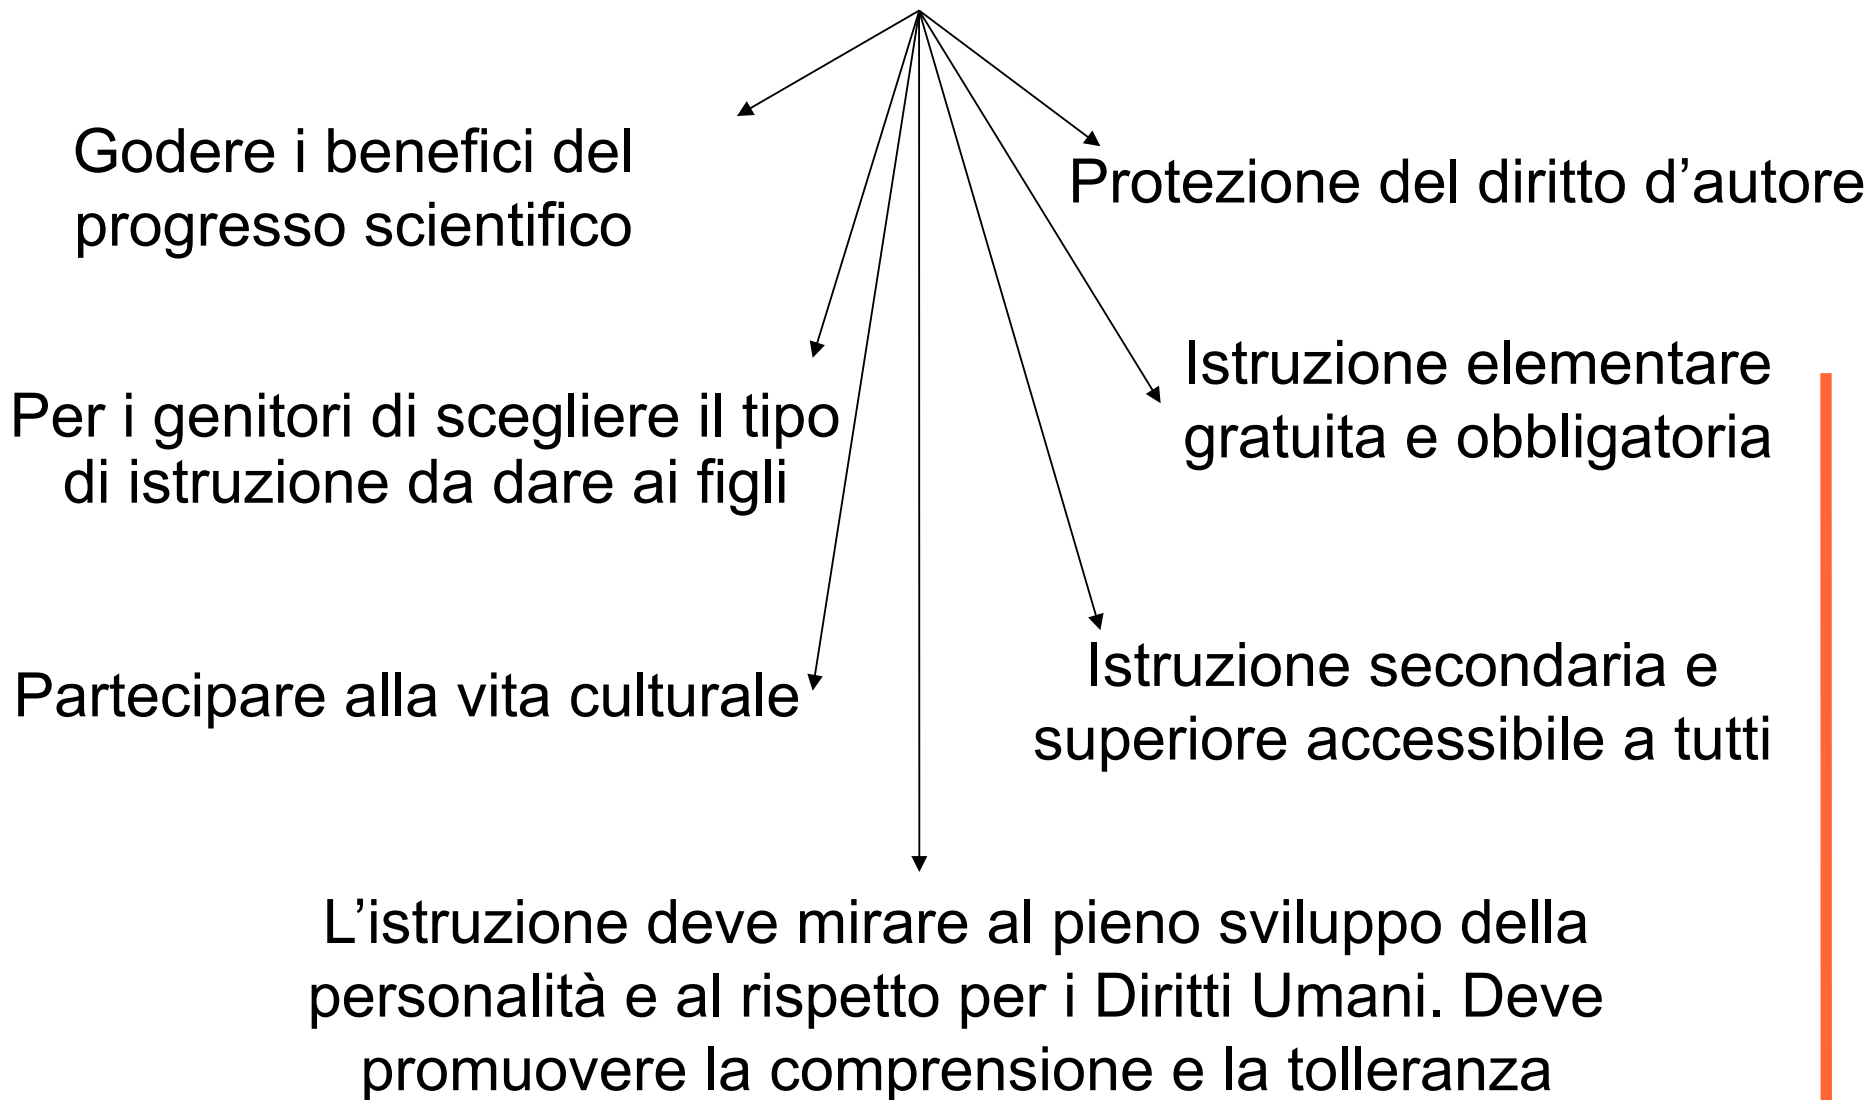 Godere i benefici del
progresso scientifico
Protezione del diritto d’autore
Per i genitori di scegliere il tipo
di istruzione da dare ai figli
Istruzione elementare
gratuita e obbligatoria
Partecipare alla vita culturale
Istruzione secondaria e
superiore accessibile a tutti
L’istruzione deve mirare al pieno sviluppo della
personalità e al rispetto per i Diritti Umani. Deve
promuovere la comprensione e la tolleranza